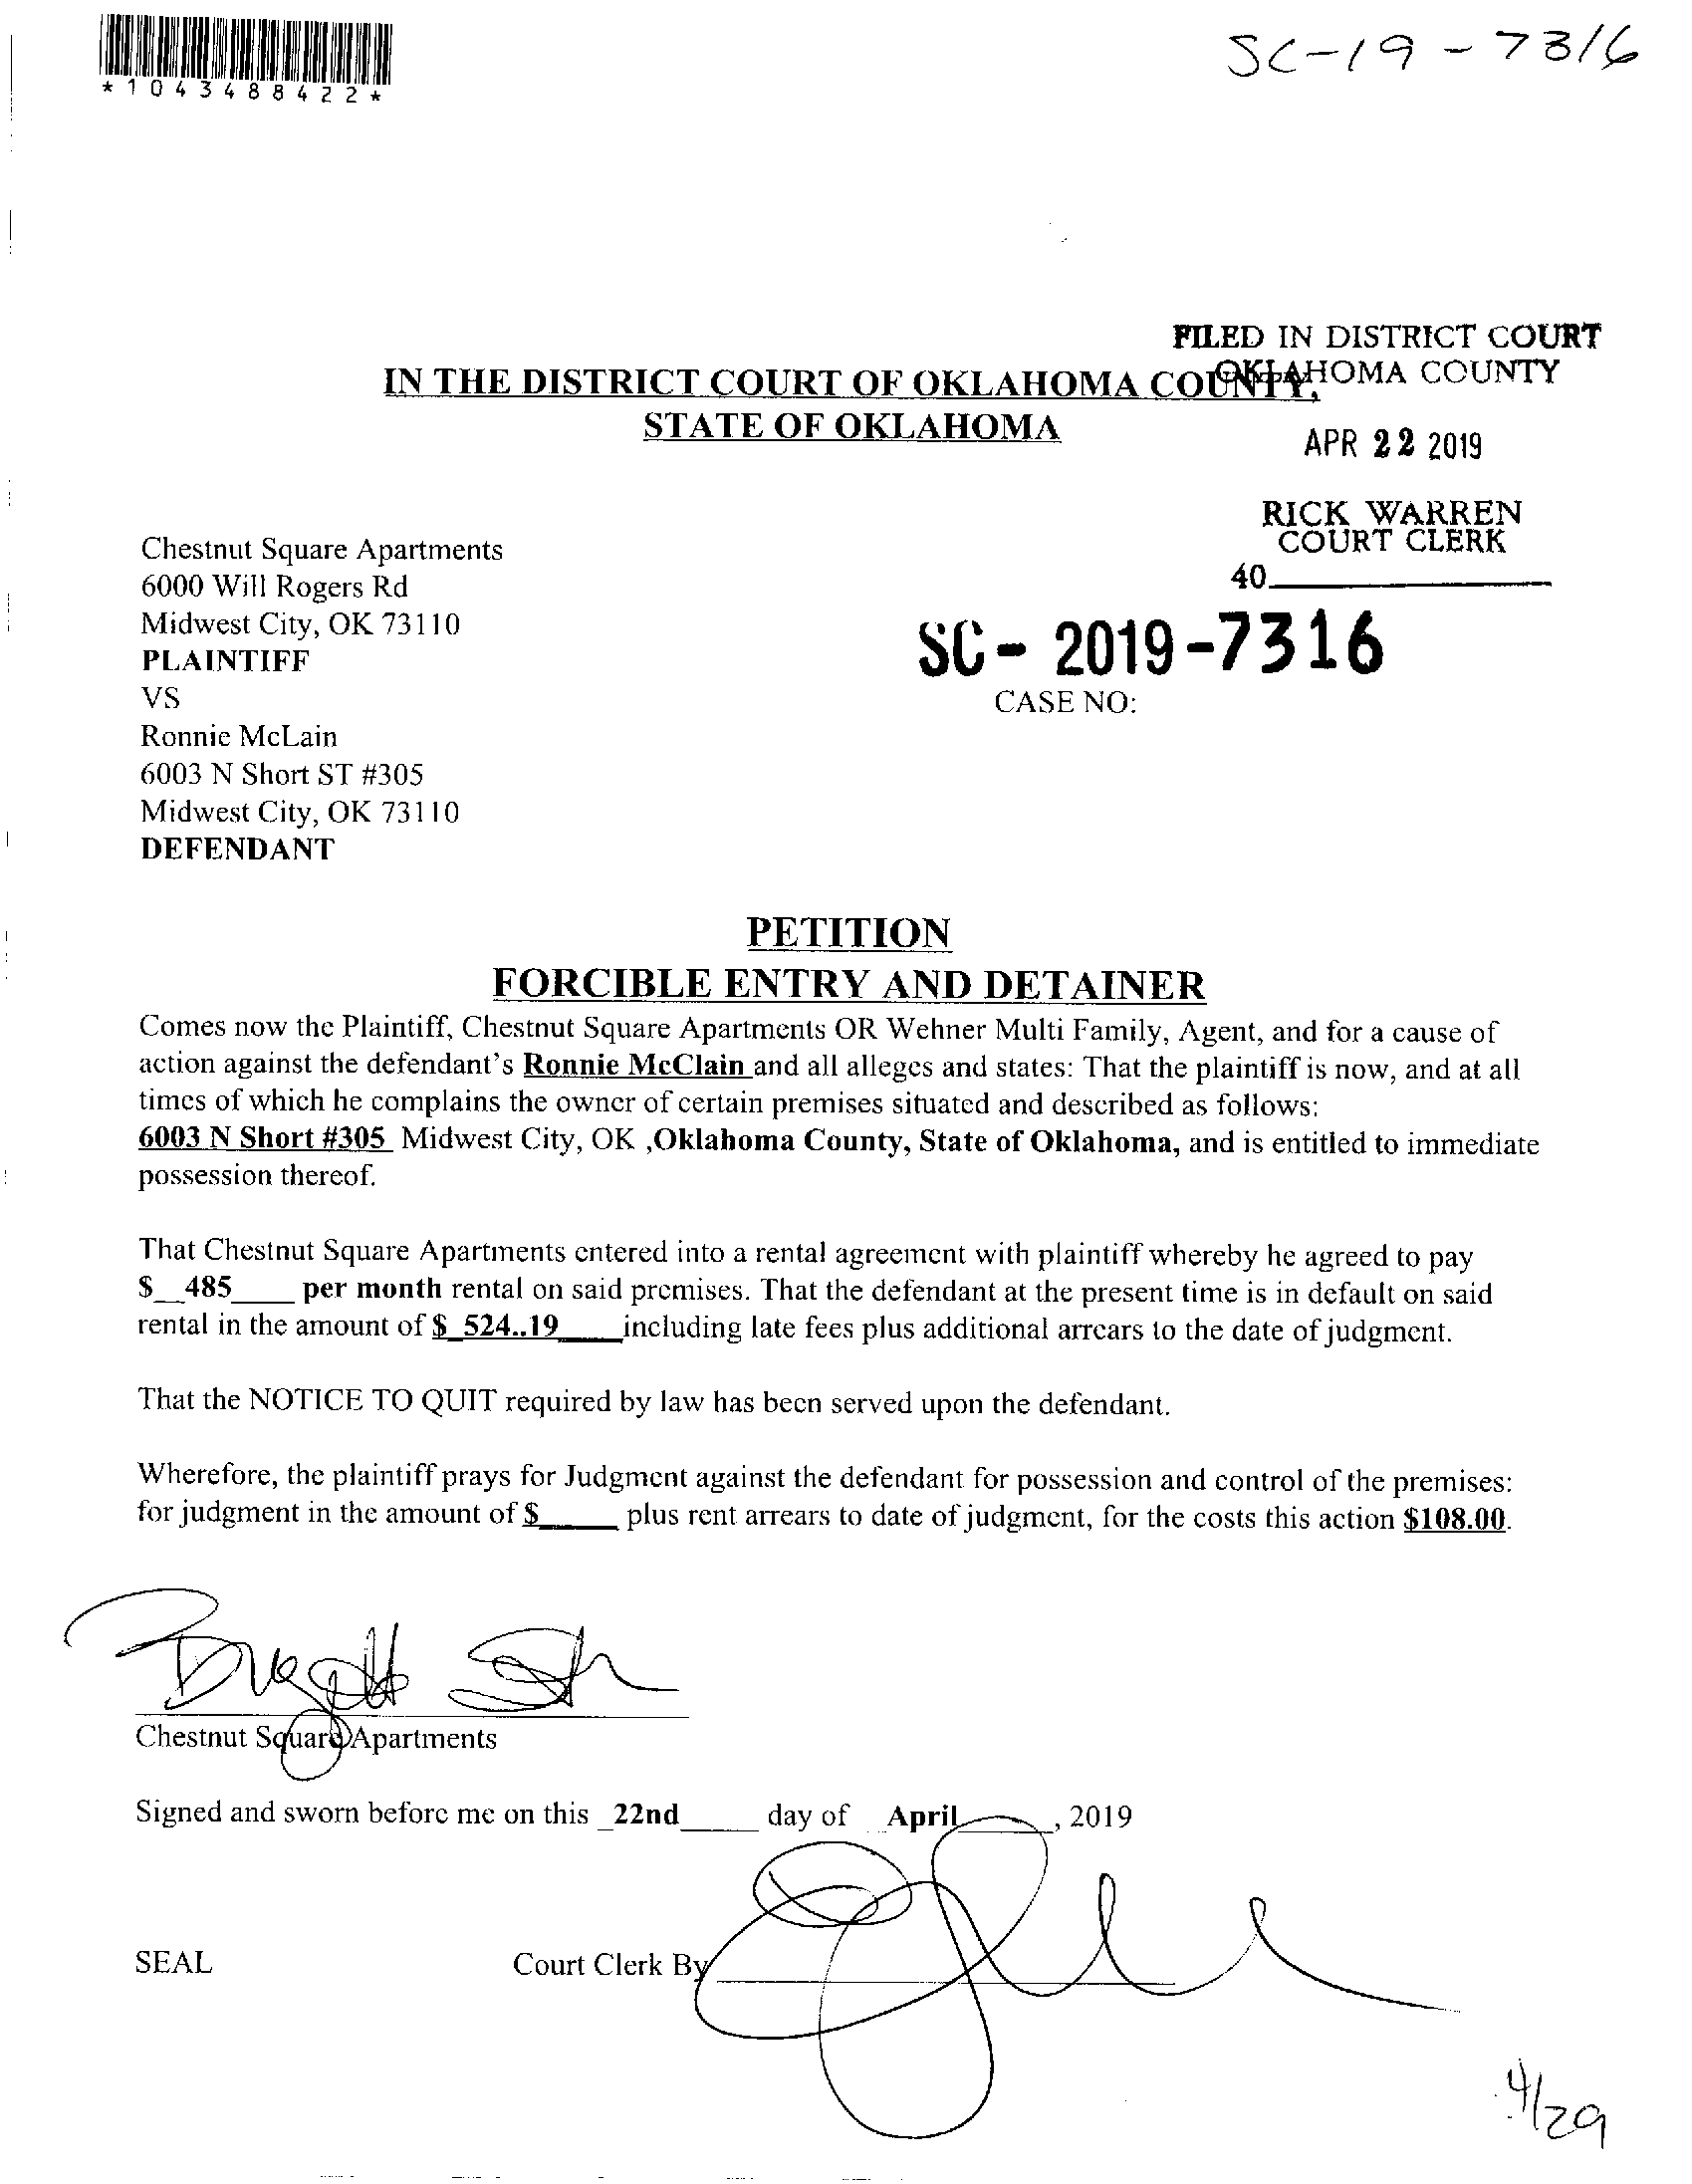 *1043488422*
SC-19-7316
FILED IN DISTRICT COURT
OKLAHOMA COUNTY
IN THE DISTRICT COURT OF OKLAHOMA COUNTY,
STATE OF OKLAHOMA
APR 22 2019
RICK WARREN
COURT CLERK
40
Chestnut Square Apartments
6000 Will Rogers Rd
Midwest City, OK 73110
PLAINTIFF
SC- 2019-7316
VS
CASE NO:
Ronnie McLain
6003 N Short ST #305
Midwest City, OK 73110
DEFENDANT
PETITION
FORCIBLE ENTRY AND DETAINER
Comes now the Plaintiff, Chestnut Square Apartments OR Wehner Multi Family, Agent, and for a cause of
action against the defendant's Ronnie McClain and all alleges and states: That the plaintiff is now, and at all
times of which he complains the owner of certain premises situated and described as follows:
6003 N Short #305 Midwest City, OK ,Oklahoma County, State of Oklahoma, and is entitled to immediate
possession thereof.
That Chestnut Square Apartments entered into a rental agreement with plaintiff whereby he agreed to pay
$__485____ per month rental on said premises. That the defendant at the present time is in default on said
rental in the amount of $_524..19____including late fees plus additional arrears to the date of judgment.
That the NOTICE TO QUIT required by law has been served upon the defendant.
Wherefore, the plaintiff prays for Judgment against the defendant for possession and control of the premises:
for judgment in the amount of $_____ plus rent arrears to date of judgment, for the costs this action $108.00.
Chestnut Square Apartments
Signed and sworn before me on this _22nd_____ day of __April______, 2019
SEAL
Court Clerk By
4/29